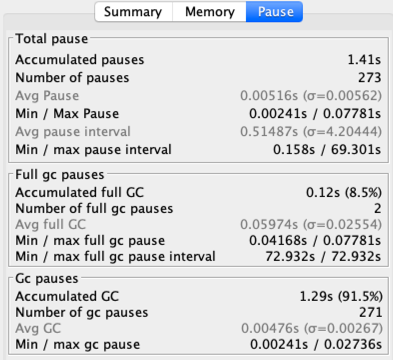 Summary Memory Pause
Total pause
Accumulated pauses 1.41s
Number of pauses 273
Avg Pause 0.00516s (σ=0.00562)
Min / Max Pause 0.00241s / 0.07781s
Avg pause interval 0.51487s (σ=4.20444)
Min / max pause interval 0.158s / 69.301s
Full gc pauses
Accumulated full GC 0.12s (8.5%)
Number of full gc pauses 2
Avg full GC 0.05974s (σ=0.02554)
Min / max full gc pause 0.04168s / 0.07781s
Min / max full gc pause interval 72.932s / 72.932s
Gc pauses
Accumulated GC 1.29s (91.5%)
Number of gc pauses 271
Avg GC 0.00476s (σ=0.00267)
Min / max gc pause 0.00241s / 0.02736s